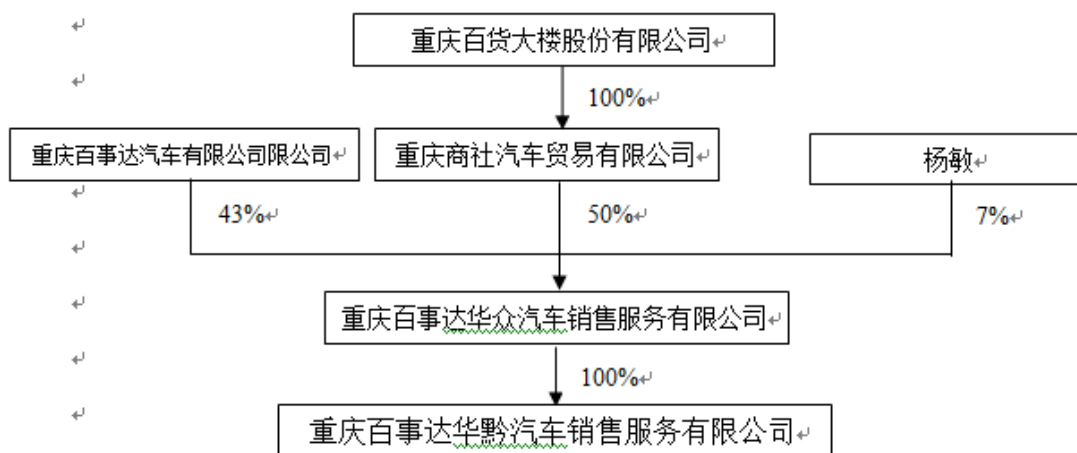 重庆百货大楼股份有限公司
100%
重庆百事达汽车有限公司限公司
重庆商社汽车贸易有限公司
杨敏
43%
50%
7%
重庆百事达华众汽车销售服务有限公司
100%
重庆百事达华黔汽车销售服务有限公司